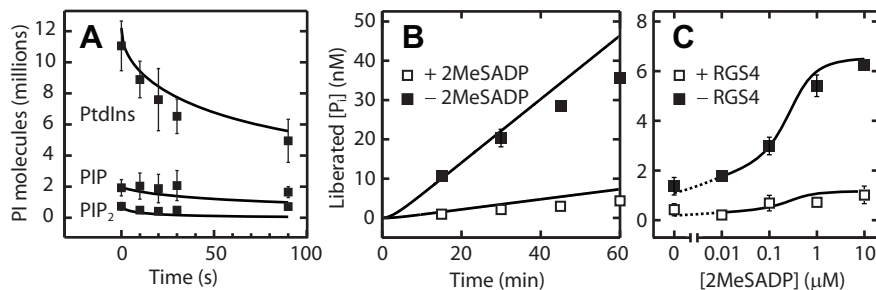 A
PI molecules (millions)
12
10
8
6
4
2
0
PtdIns
PIP
PIP2
0
50
100
Time (s)
B
Liberated [Pi] (nM)
50
40
30
20
10
0
+ 2MeSADP
− 2MeSADP
0
20
40
60
Time (min)
C
8
6
4
2
0
+ RGS4
− RGS4
0
0.01
0.1
1
10
[2MeSADP] (μM)